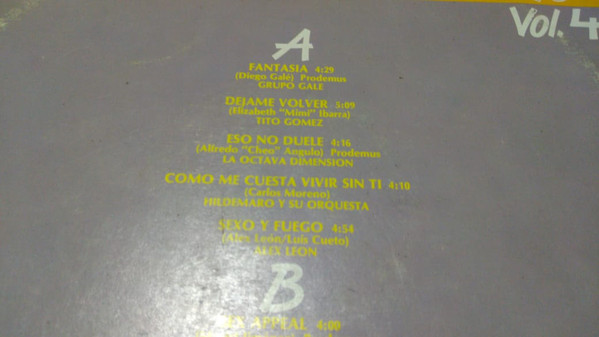 Vol. 4
A
FANTASIA 4:29
(Diego Galé) Prodemus
GRUPO GALE
DEJAME VOLVER 5:09
(Elizabeth "Mimi" Ibarra)
TITO GOMEZ
ESO NO DUELE 4:16
(Alfredo "Cheo" Angulo) Prodemus
LA OCTAVA DIMENSION
COMO ME CUESTA VIVIR SIN TI 4:10
(Carlos Moreno)
HILDEMARO Y SU ORQUESTA
SEXO Y FUEGO 4:54
(Alex León/Luis Cueto)
ALEX LEON
B
APPEAL 4:00